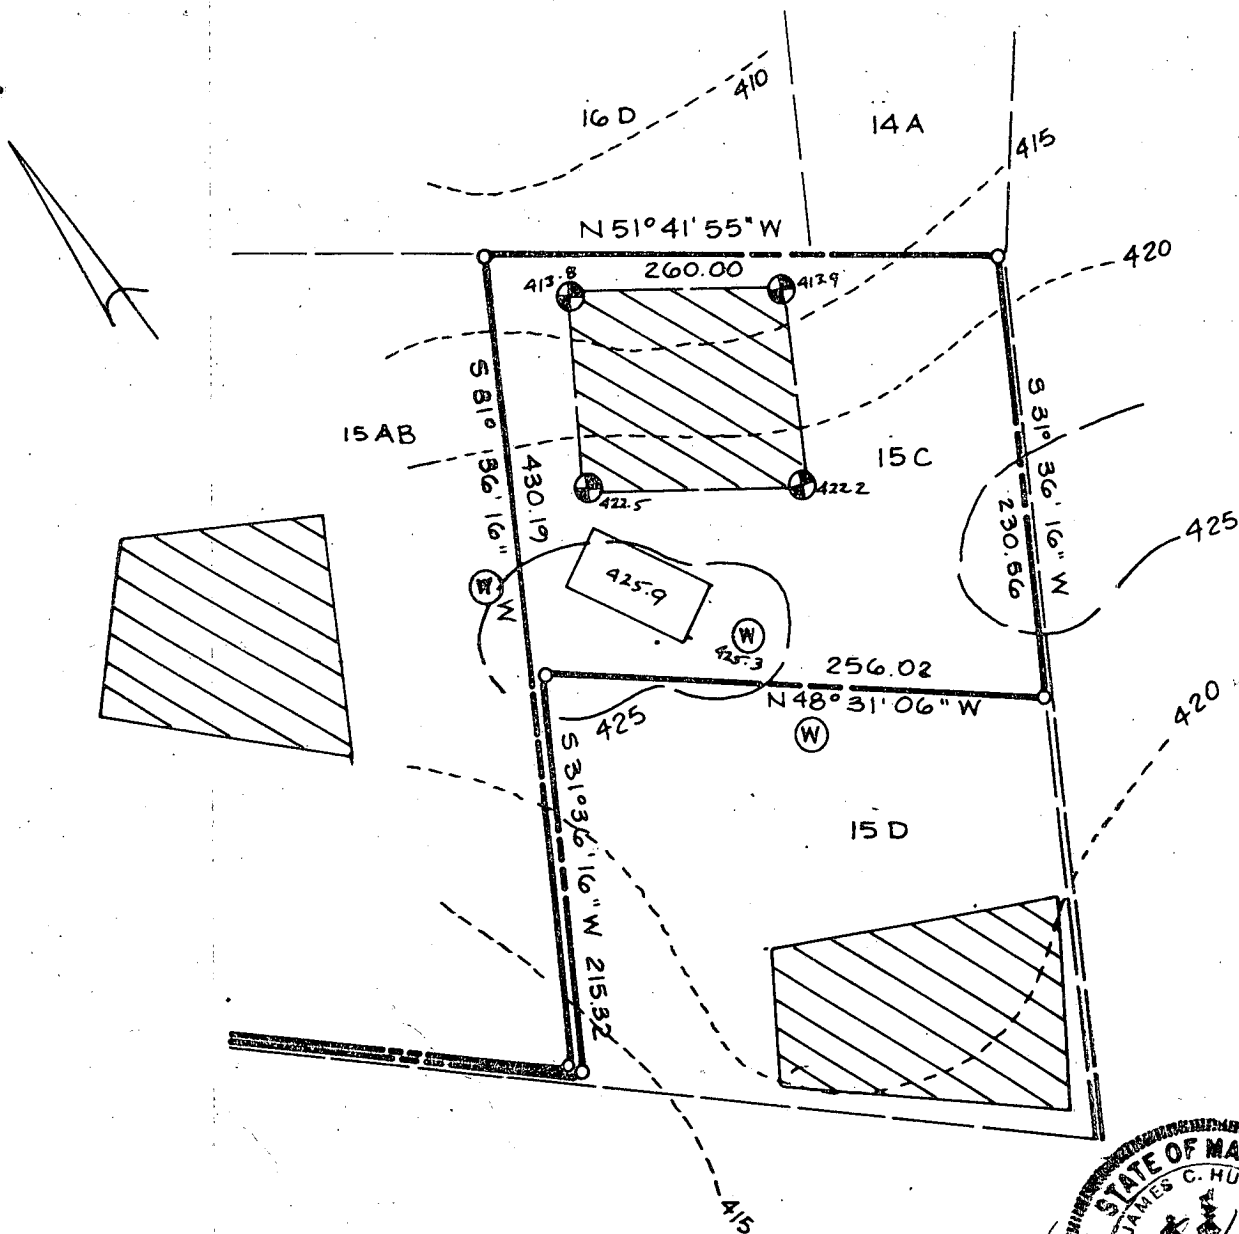 410
16 D
14 A
415
N 51° 41' 55" W
420
260.00
413.8
413.9
S 81° 36' 16" W
430.19
S 31° 36' 16" W
230.56
15 AB
15 C
422.5
422.2
425
425.9
W
W
425.3
256.02
N 48° 31' 06" W
W
425
420
S 31° 36' 16" W 215.32
15 D
415
STATE OF MA
JAMES C. HU